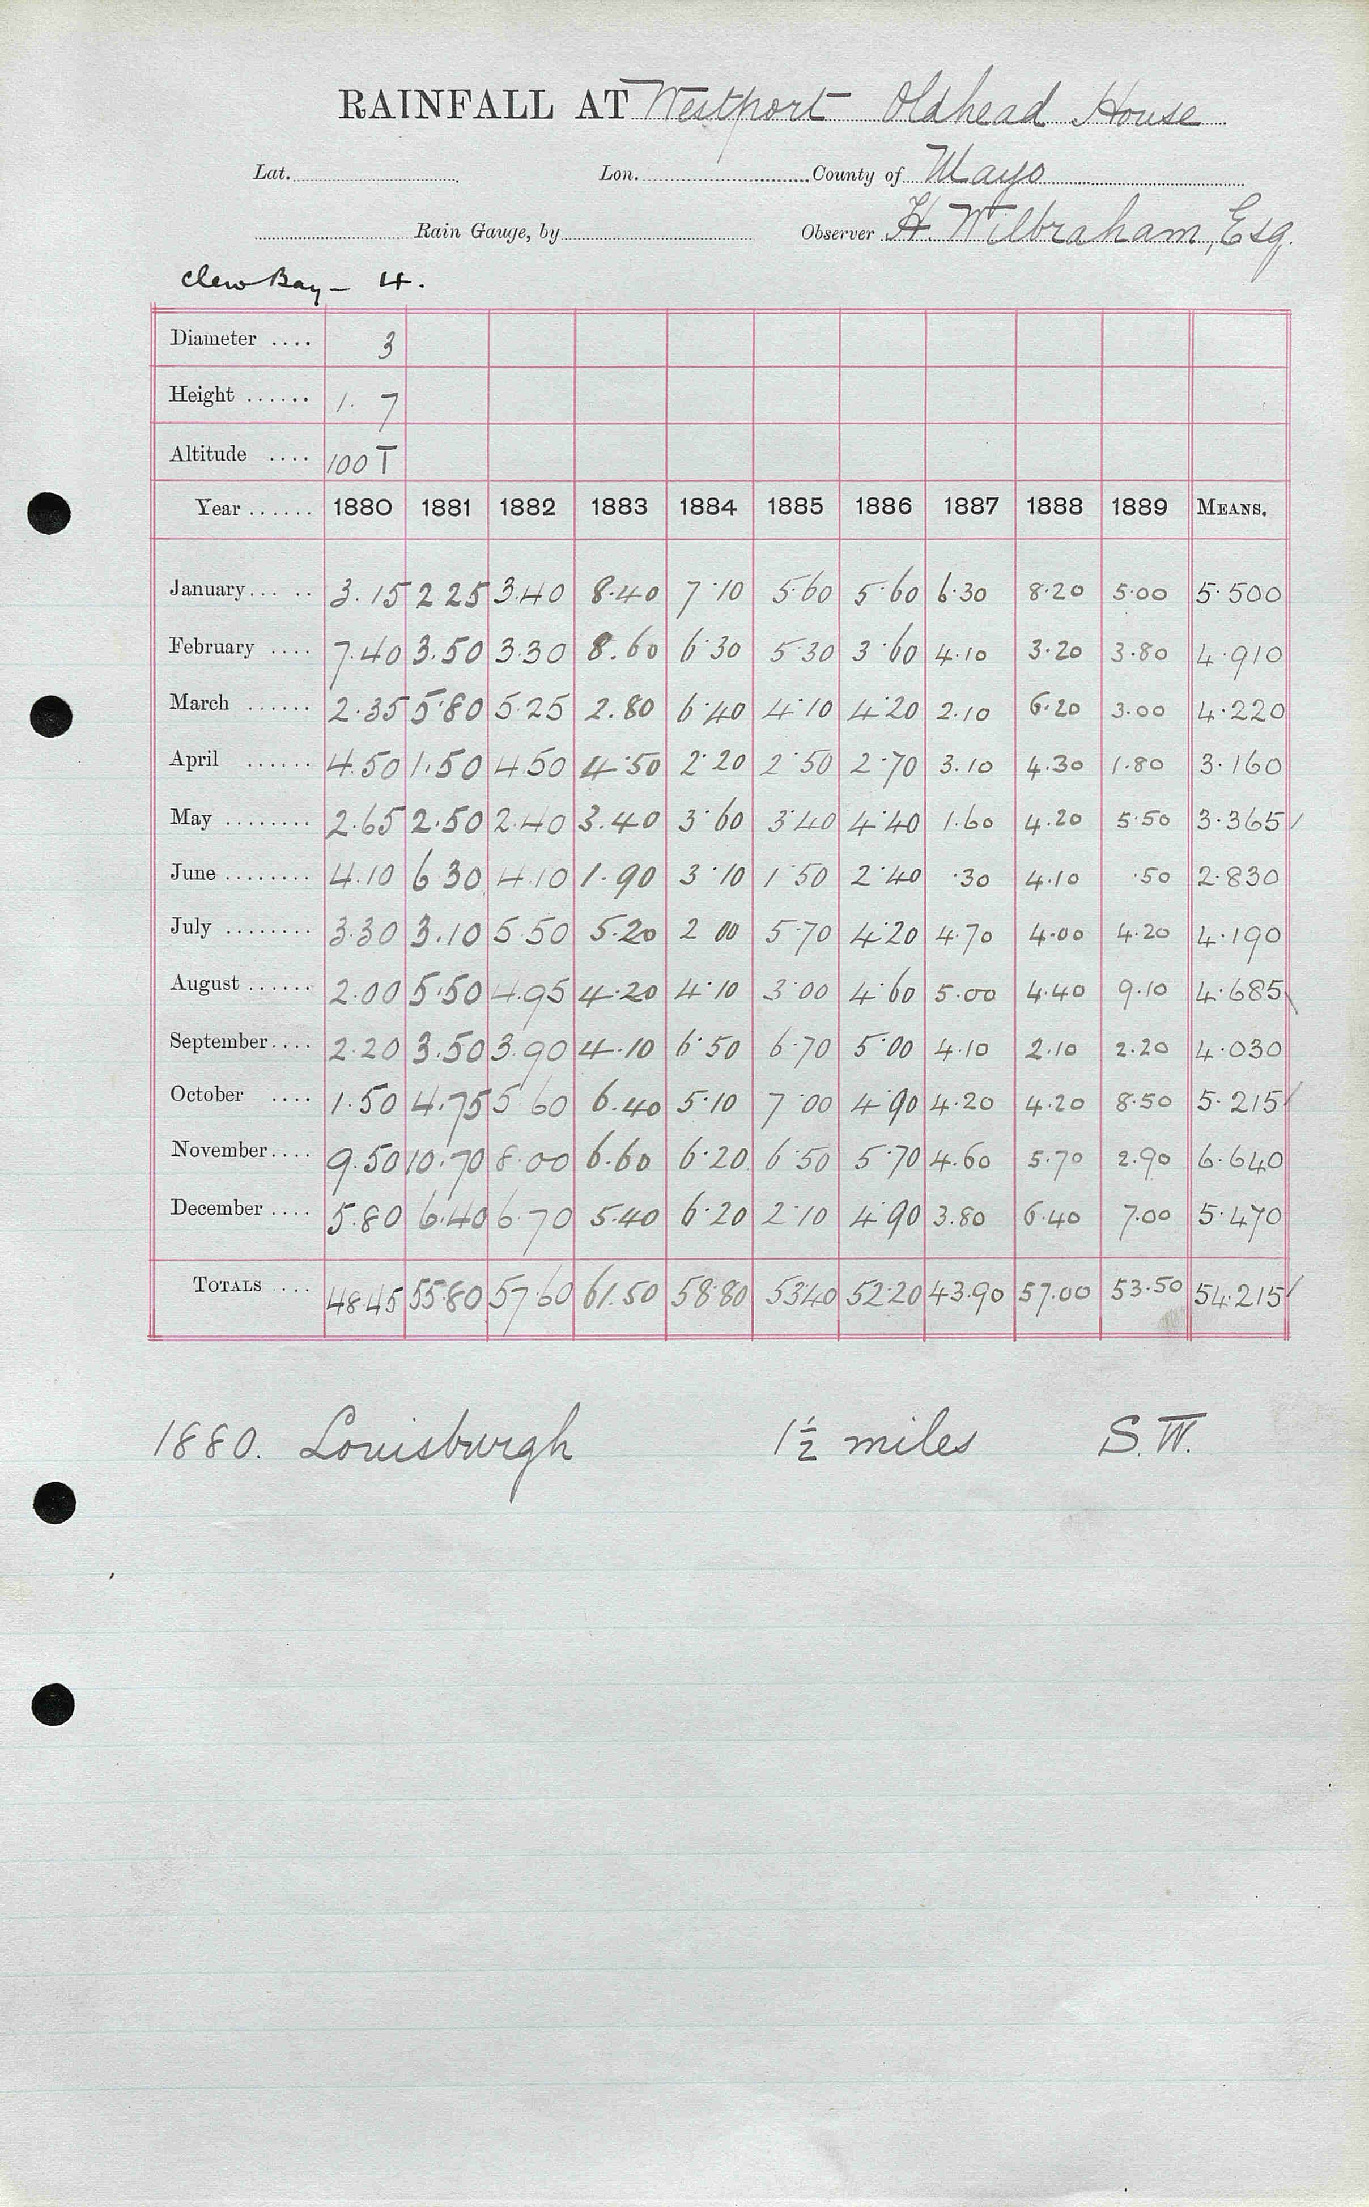 RAINFALL AT Westport Oldhead House
Lat. Lon. County of Mayo
Rain Gauge, by Observer H. Wilbraham, Esq.
Clew Bay – 4.
Diameter .... 3
Height ...... 1. 7
Altitude .... 100 T
Year ...... 1880 1881 1882 1883 1884 1885 1886 1887 1888 1889 MEANS.
January..... 3.15 2 25 3.40 8.40 7.10 5.60 5.60 6.30 8.20 5.00 5.500
February .... 7.40 3.50 3.30 8.60 6.30 5.30 3.60 4.10 3.20 3.80 4.910
March ...... 2.35 5.80 5.25 2.80 6.40 4.10 4.20 2.10 6.20 3.00 4.220
April ...... 4.50 1.50 4.50 4.50 2.20 2.50 2.70 3.10 4.30 1.80 3.160
May ........ 2.65 2.50 2.40 3.40 3.60 3.40 4.40 1.60 4.20 5.50 3.365/
June ........ 4.10 6 30 4.10 1.90 3.10 1.50 2.40 .30 4.10 .50 2.830
July ........ 3.30 3.10 5.50 5.20 2 00 5.70 4.20 4.70 4.00 4.20 4.190
August ...... 2.00 5.50 4.95 4.20 4.10 3.00 4.60 5.00 4.40 9.10 4.685\
September.... 2.20 3.50 3.90 4.10 6.50 6.70 5.00 4.10 2.10 2.20 4.030
October .... 1.50 4.75 5 60 6.40 5.10 7.00 4.90 4.20 4.20 8.50 5.215/
November.... 9.50 10.70 8.00 6.60 6.20 6.50 5.70 4.60 5.70 2.90 6.640
December .... 5.80 6.40 6.70 5.40 6.20 2.10 4.90 3.80 6.40 7.00 5.470
TOTALS .... 48.45 55.80 57.60 61.50 58.80 53.40 52.20 43.90 57.00 53.50 54.215/
1880. Louisburgh 1½ miles S.W.